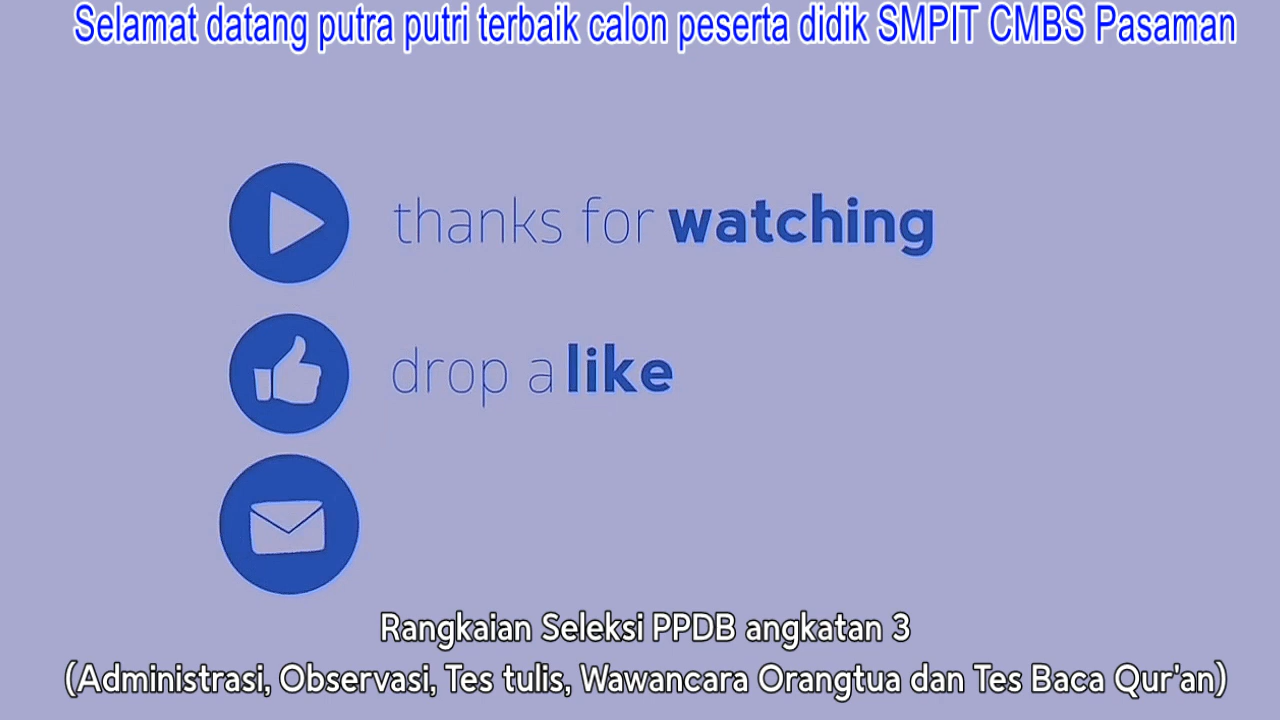 Selamat datang putra putri terbaik calon peserta didik SMPIT CMBS Pasaman
thanks for watching
drop a like
Rangkaian Seleksi PPDB angkatan 3
(Administrasi, Observasi, Tes tulis, Wawancara Orangtua dan Tes Baca Qur'an)